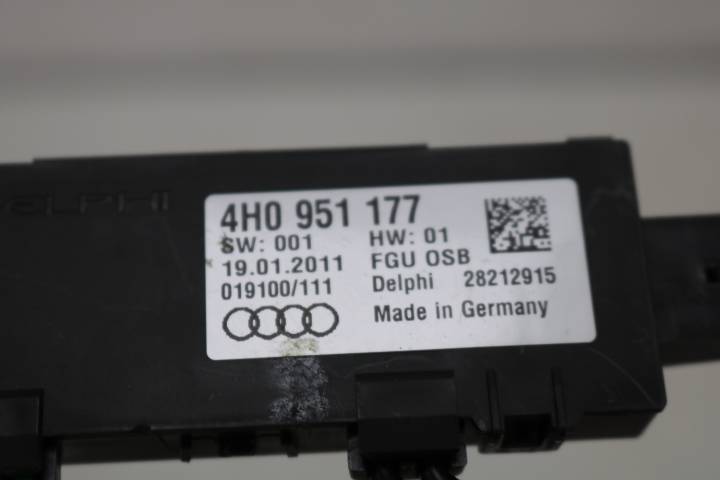 DELPHI
4H0 951 177
SW: 001 HW: 01
19.01.2011 FGU OSB
019100/111 Delphi 28212915
Made in Germany